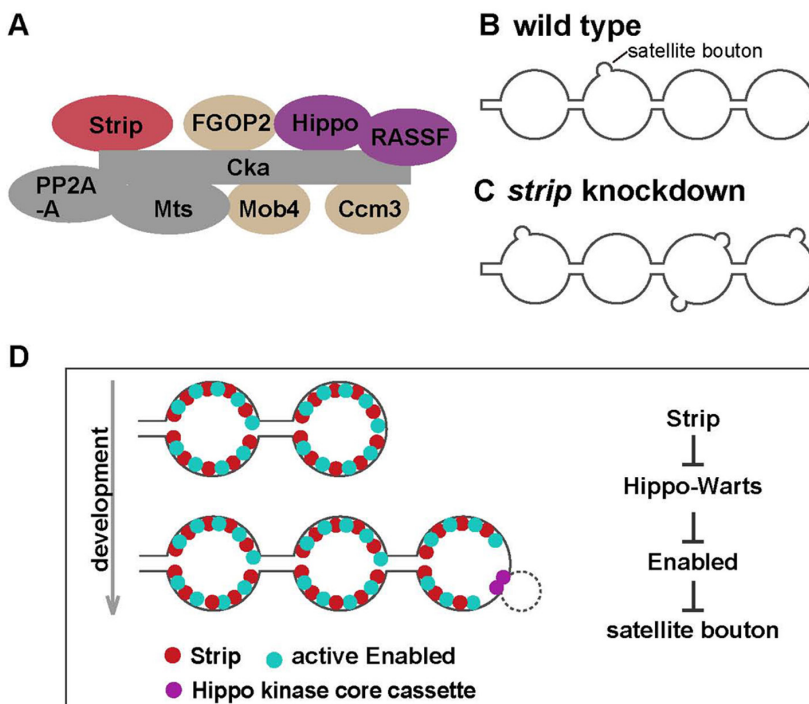 A
Strip
FGOP2
Hippo
RASSF
Cka
PP2A
-A
Mts
Mob4
Ccm3
B wild type
satellite bouton
C strip knockdown
D
development
Strip
Hippo-Warts
Enabled
satellite bouton
Strip active Enabled
Hippo kinase core cassette